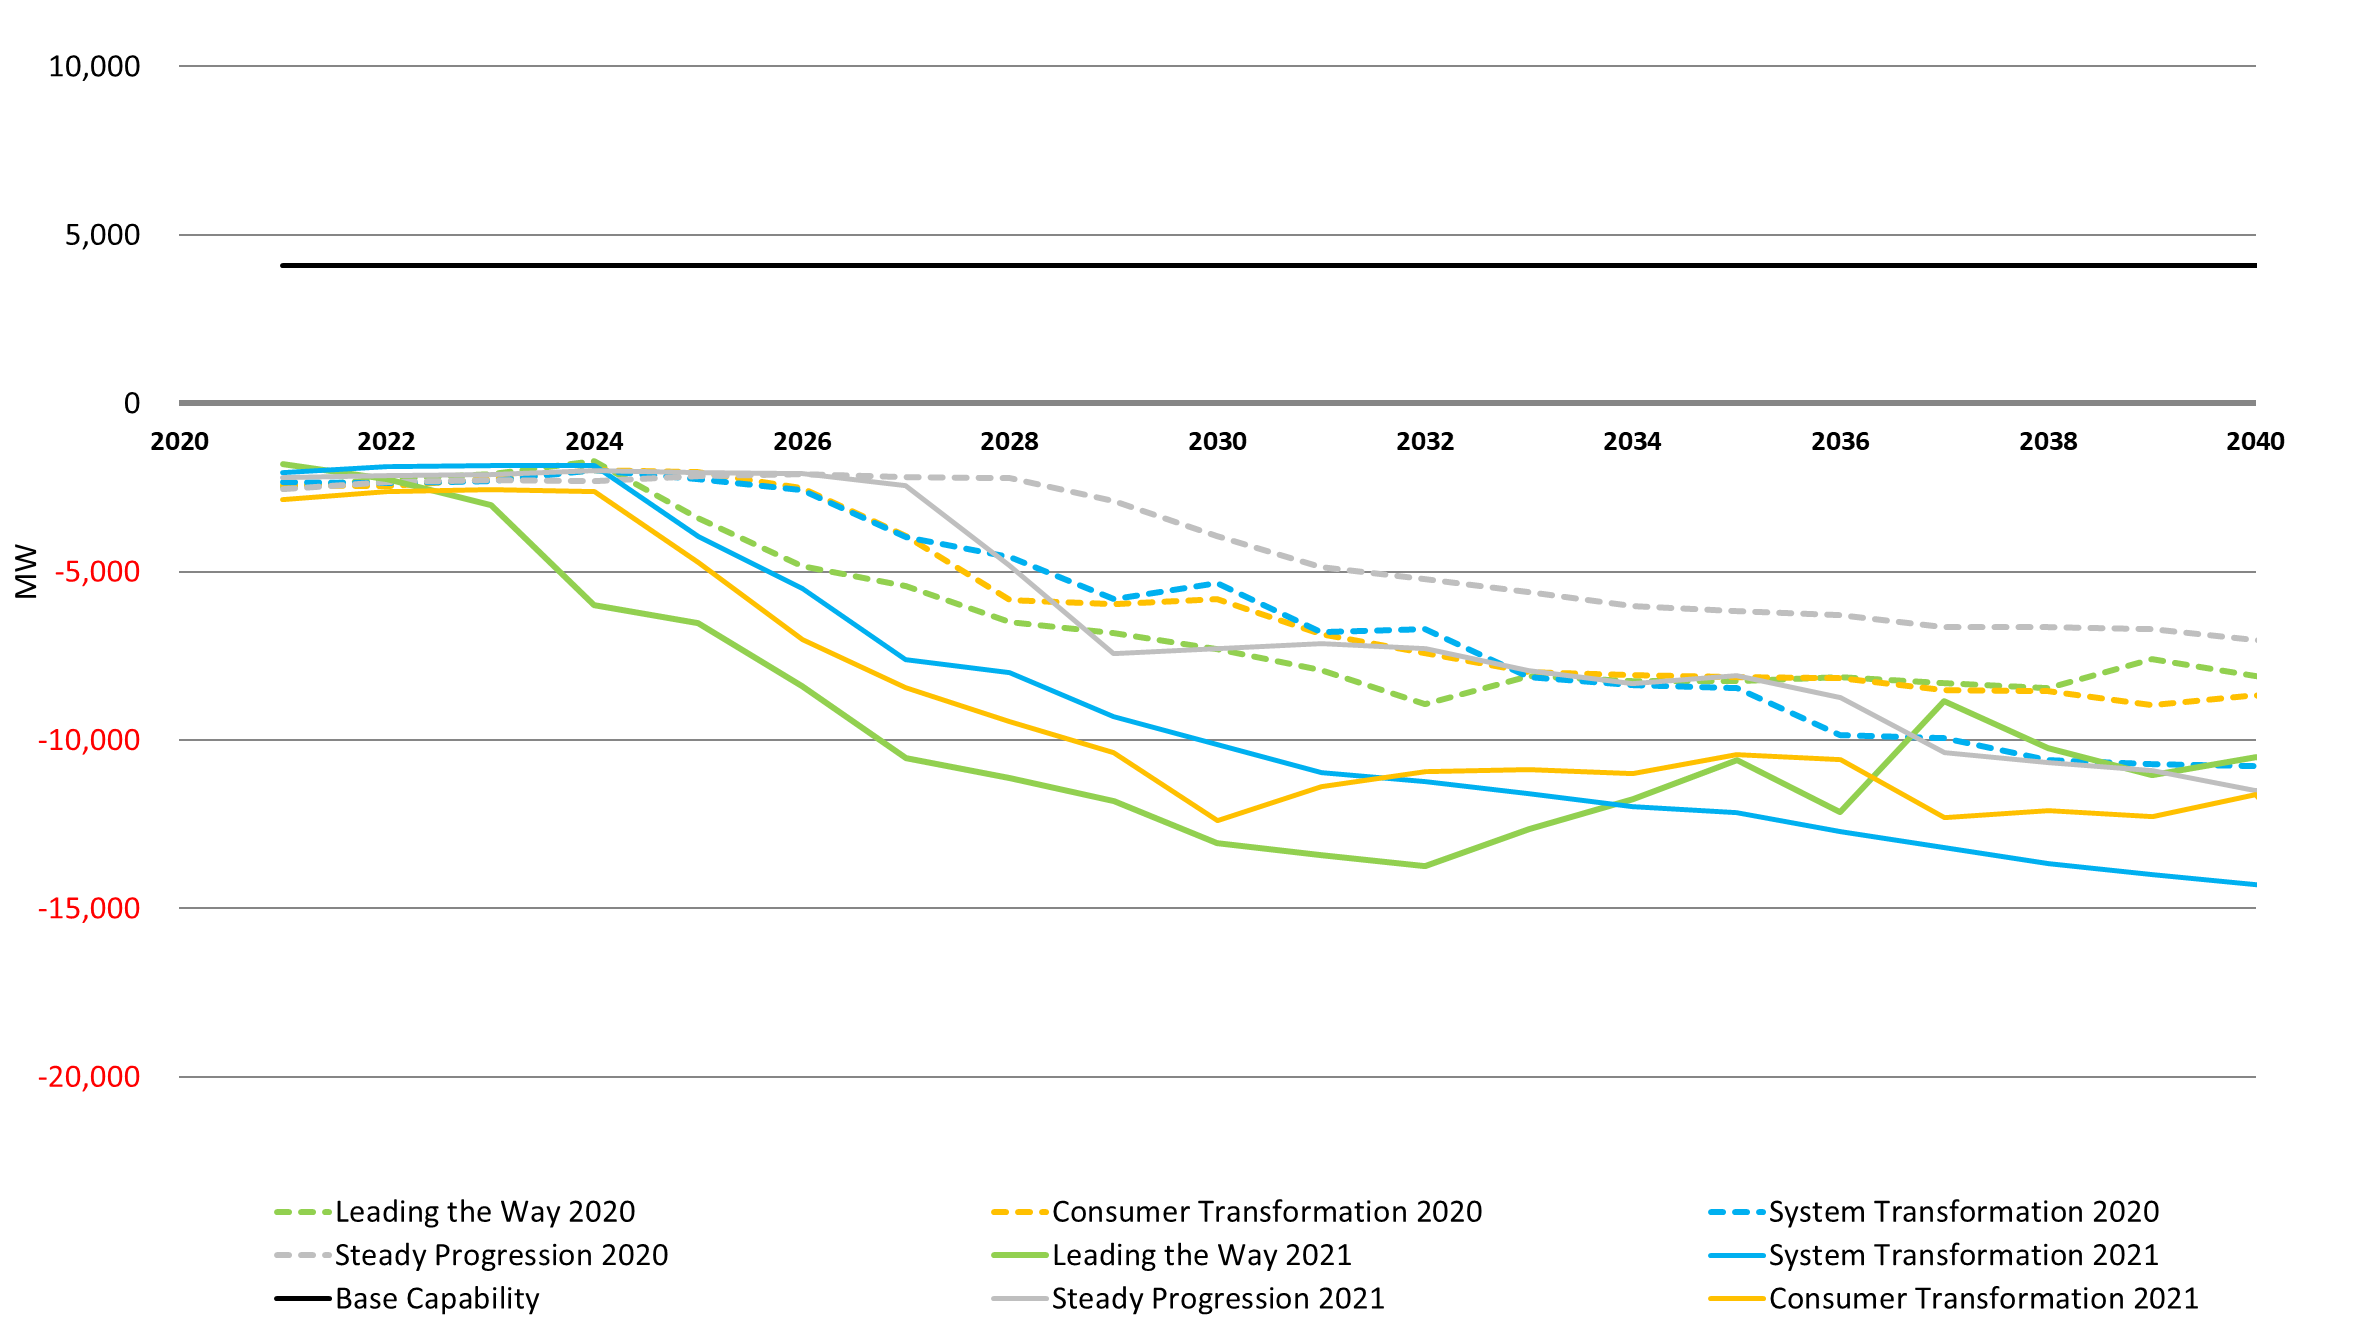 10,000
5,000
0
2020 2022 2024 2026 2028 2030 2032 2034 2036 2038 2040
MW
-5,000
-10,000
-15,000
-20,000
Leading the Way 2020 Consumer Transformation 2020 System Transformation 2020
Steady Progression 2020 Leading the Way 2021 System Transformation 2021
Base Capability Steady Progression 2021 Consumer Transformation 2021